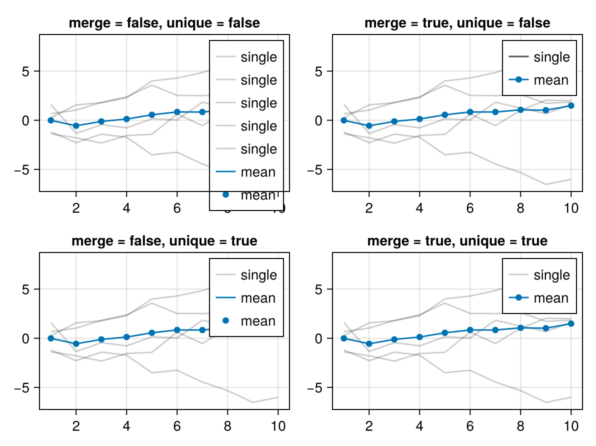 merge = false, unique = false
5
0
−5
single
single
single
single
single
mean
mean
2 4 6 8 10
merge = true, unique = false
5
0
−5
single
mean
2 4 6 8 10
merge = false, unique = true
5
0
−5
single
mean
mean
2 4 6 8 10
merge = true, unique = true
5
0
−5
single
mean
2 4 6 8 10